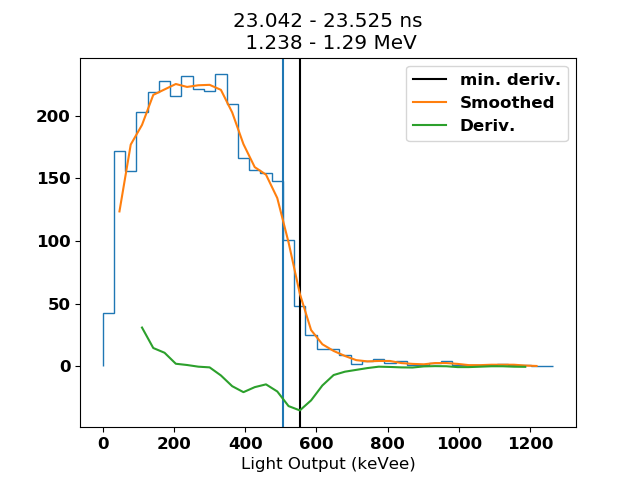 23.042 - 23.525 ns
1.238 - 1.29 MeV
min. deriv.
Smoothed
Deriv.
200
150
100
50
0
0 200 400 600 800 1000 1200
Light Output (keVee)